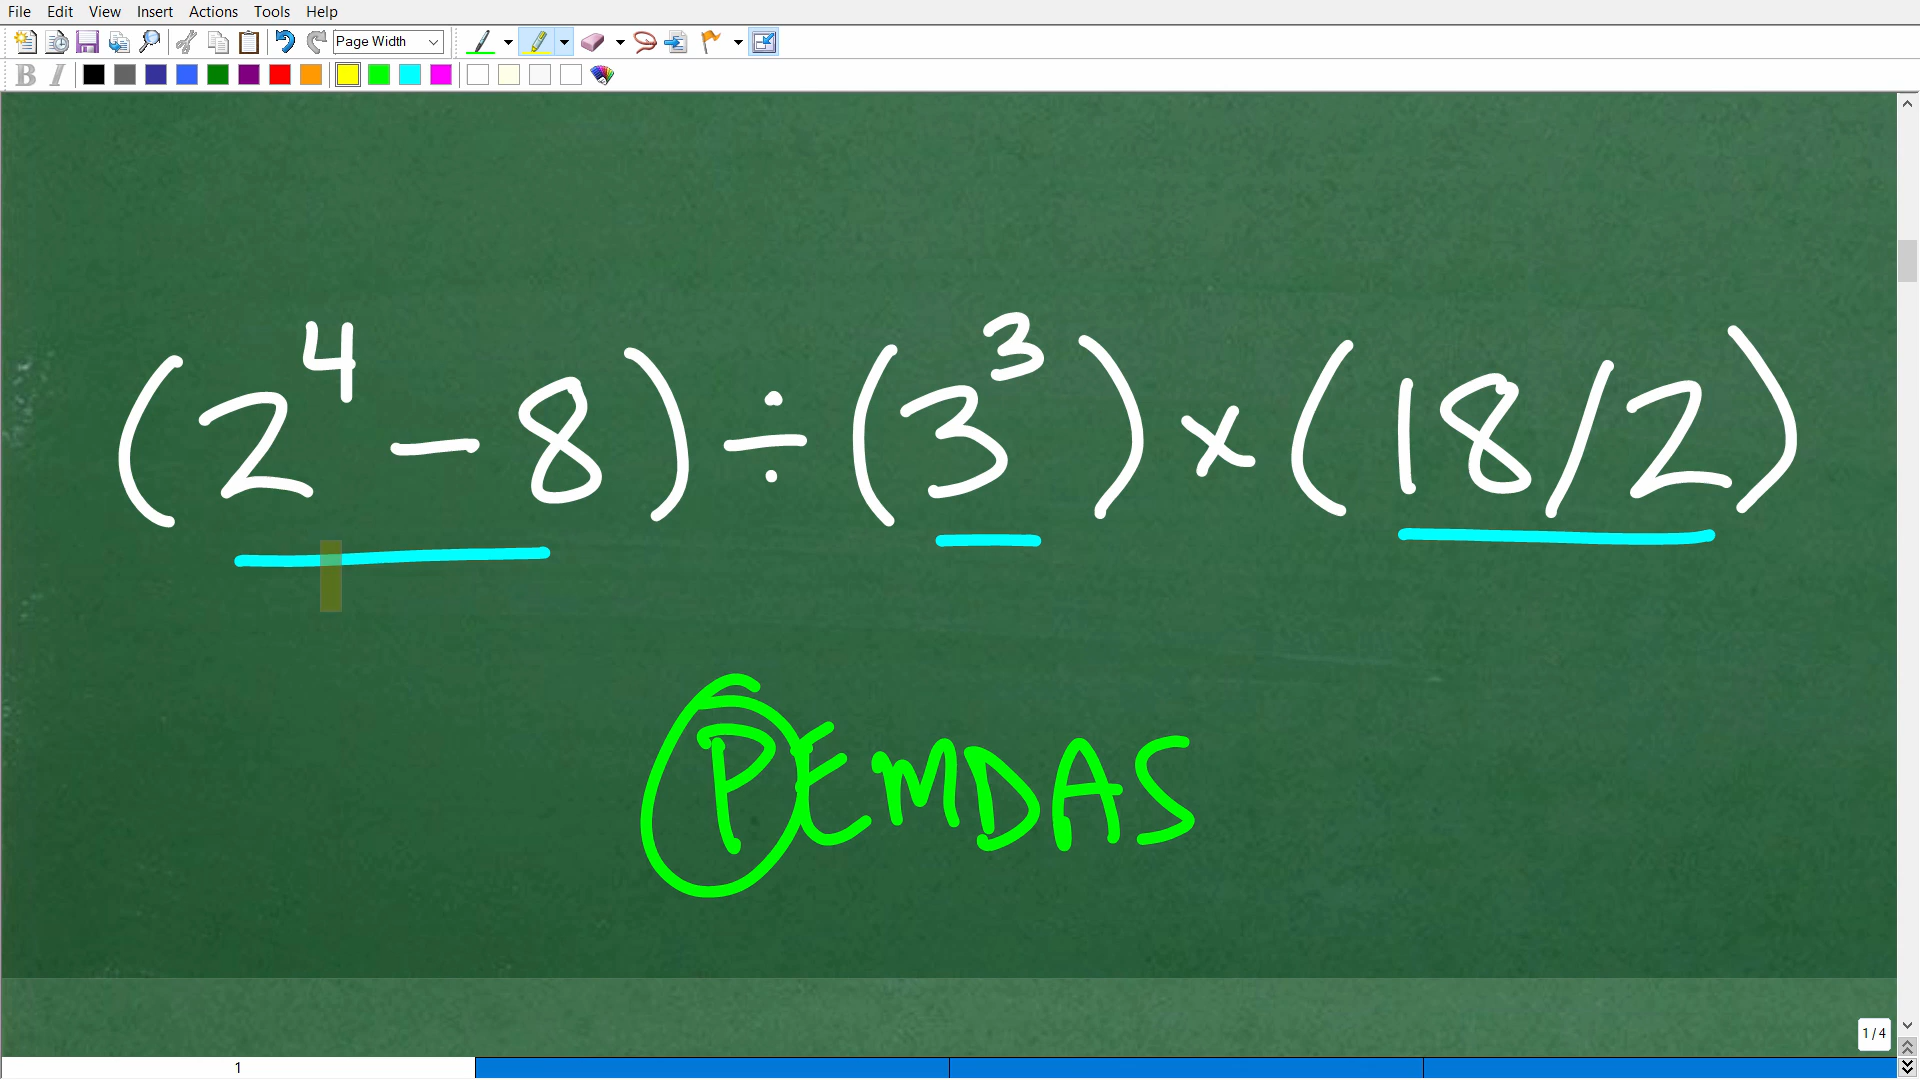 File Edit View Insert Actions Tools Help
Page Width
B I
(2⁴ – 8) ÷ (3³) × (18/2)
PEMDAS
1 / 4
1